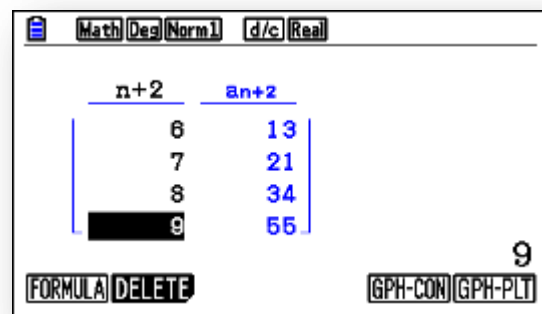 Math Deg Norm1 d/c Real
n+2 an+2
6 13
7 21
8 34
9 55
9
FORMULA DELETE GPH-CON GPH-PLT